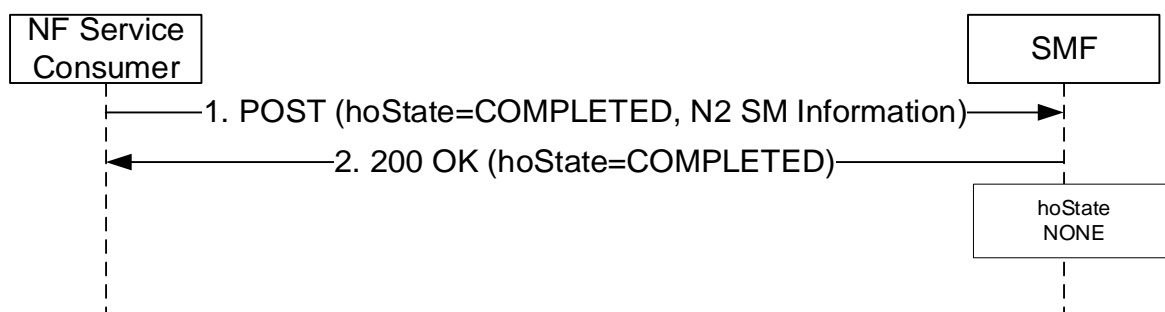 NF Service
Consumer
SMF
1. POST (hoState=COMPLETED, N2 SM Information)
2. 200 OK (hoState=COMPLETED)
hoState
NONE